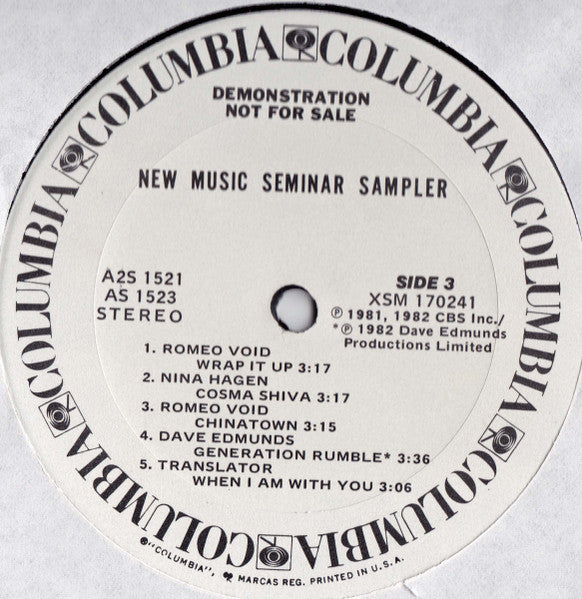 COLUMBIA COLUMBIA COLUMBIA COLUMBIA COLUMBIA COLUMBIA
DEMONSTRATION
NOT FOR SALE
NEW MUSIC SEMINAR SAMPLER
A2S 1521
AS 1523
STEREO
SIDE 3
XSM 170241
℗ 1981, 1982 CBS Inc./
*℗ 1982 Dave Edmunds
Productions Limited
1. ROMEO VOID
WRAP IT UP 3:17
2. NINA HAGEN
COSMA SHIVA 3:17
3. ROMEO VOID
CHINATOWN 3:15
4. DAVE EDMUNDS
GENERATION RUMBLE* 3:36
5. TRANSLATOR
WHEN I AM WITH YOU 3:06
®"COLUMBIA", MARCAS REG. PRINTED IN U.S.A.